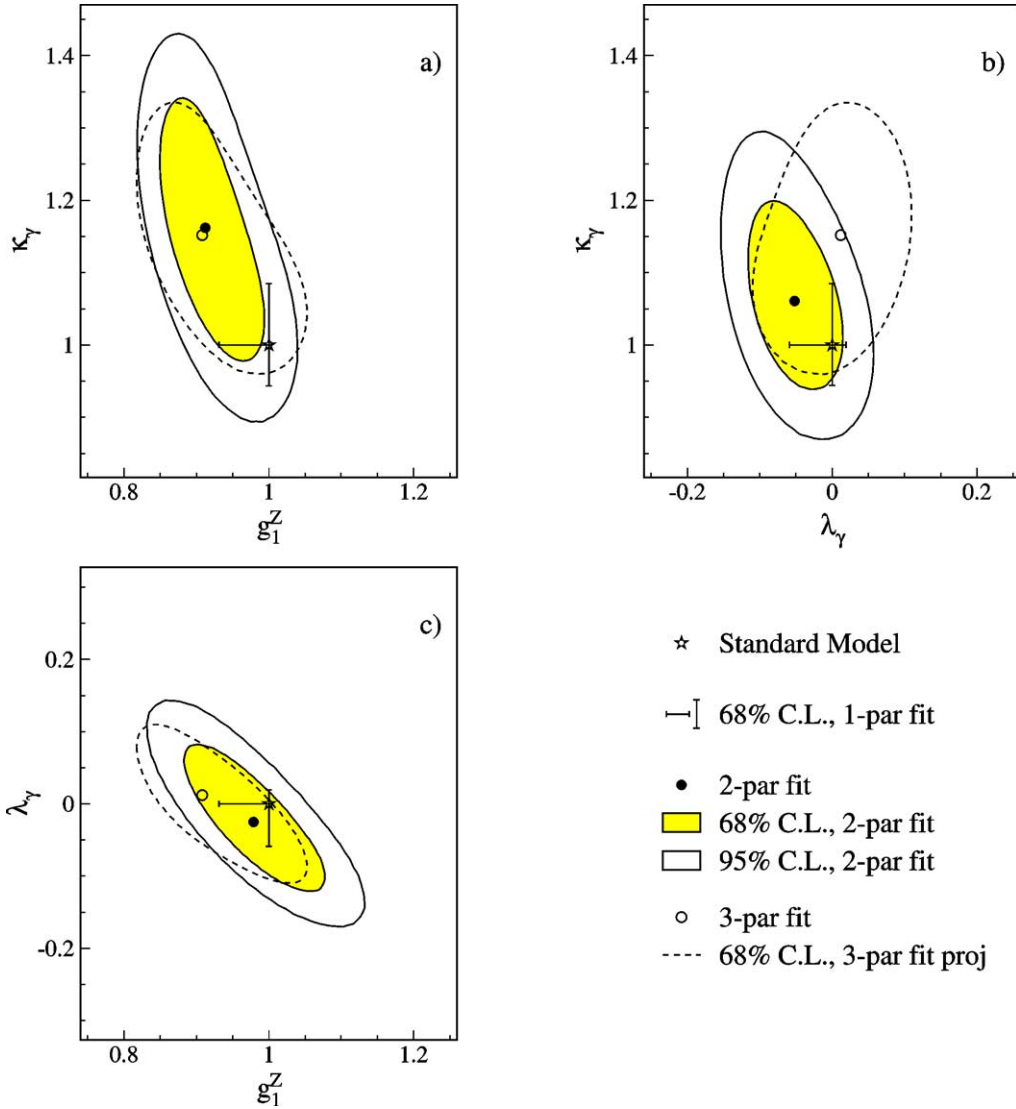 a)
1.4
1.2
1
κγ
0.8 1 1.2
g₁ᶻ
b)
1.4
1.2
1
κγ
-0.2 0 0.2
λγ
c)
0.2
0
-0.2
λγ
0.8 1 1.2
g₁ᶻ
Standard Model
68% C.L., 1-par fit
2-par fit
68% C.L., 2-par fit
95% C.L., 2-par fit
3-par fit
68% C.L., 3-par fit proj